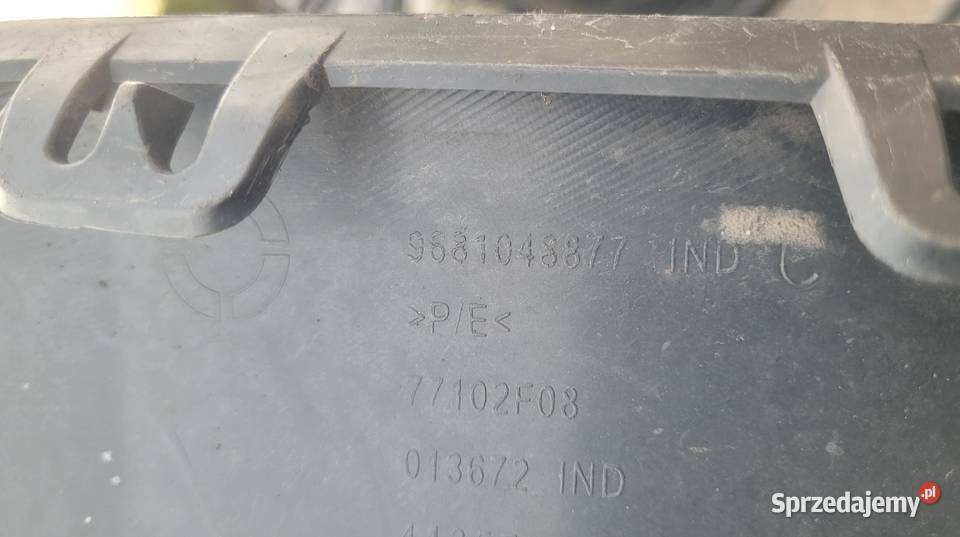 9681048877 IND C
>P/E<
77102F08
013672 IND
Sprzedajemy.pl